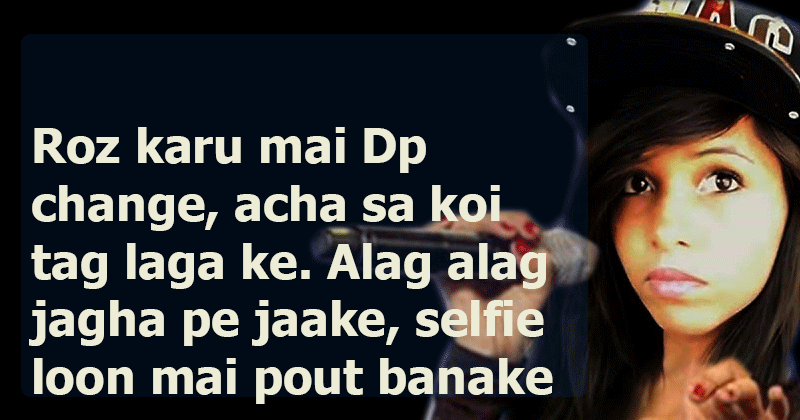 Roz karu mai Dp
change, acha sa koi
tag laga ke. Alag alag
jagha pe jaake, selfie
loon mai pout banake